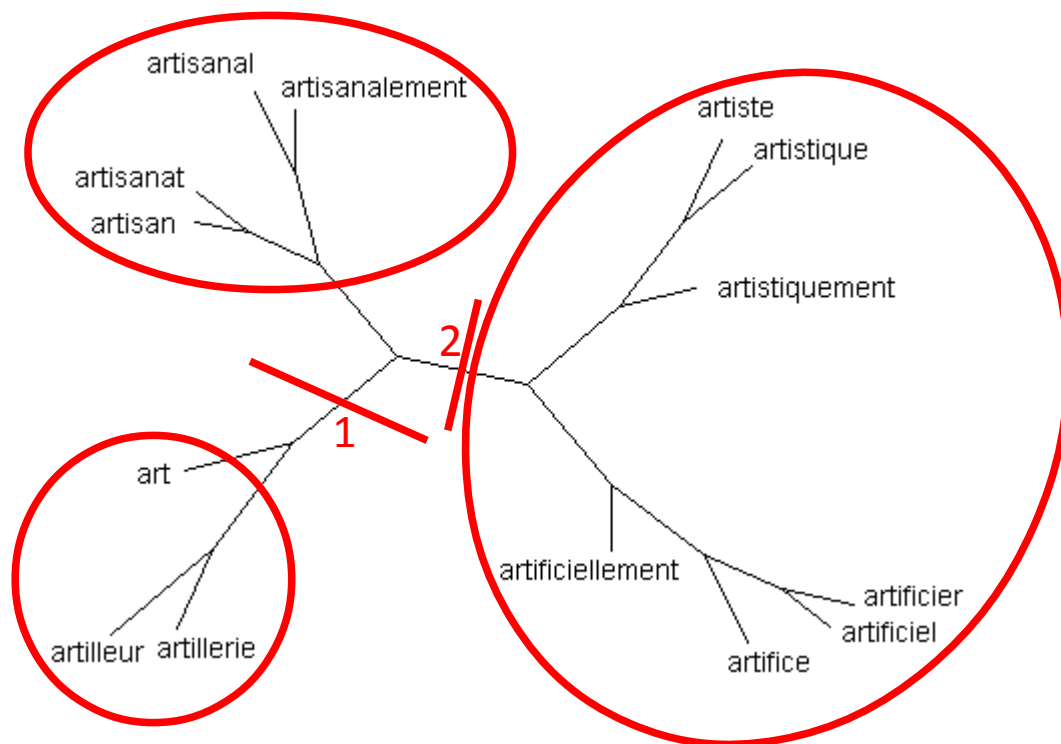 artisanal
artisanalement
artisanat
artisan
artiste
artistique
artistiquement
2
1
art
artilleur
artillerie
artificiellement
artificier
artificiel
artifice